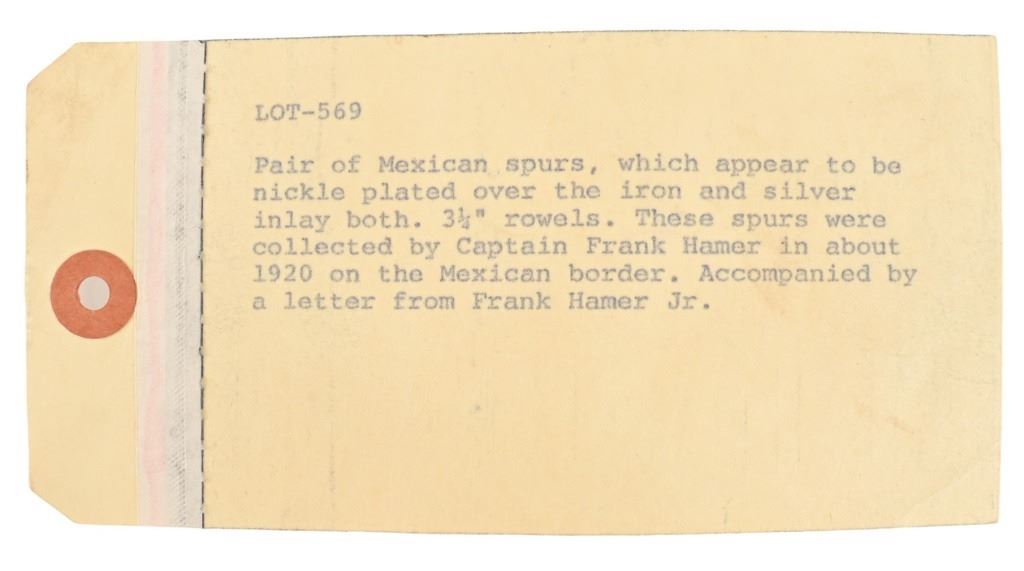 LOT-569
Pair of Mexican spurs, which appear to be
nickle plated over the iron and silver
inlay both. 3½" rowels. These spurs were
collected by Captain Frank Hamer in about
1920 on the Mexican border. Accompanied by
a letter from Frank Hamer Jr.